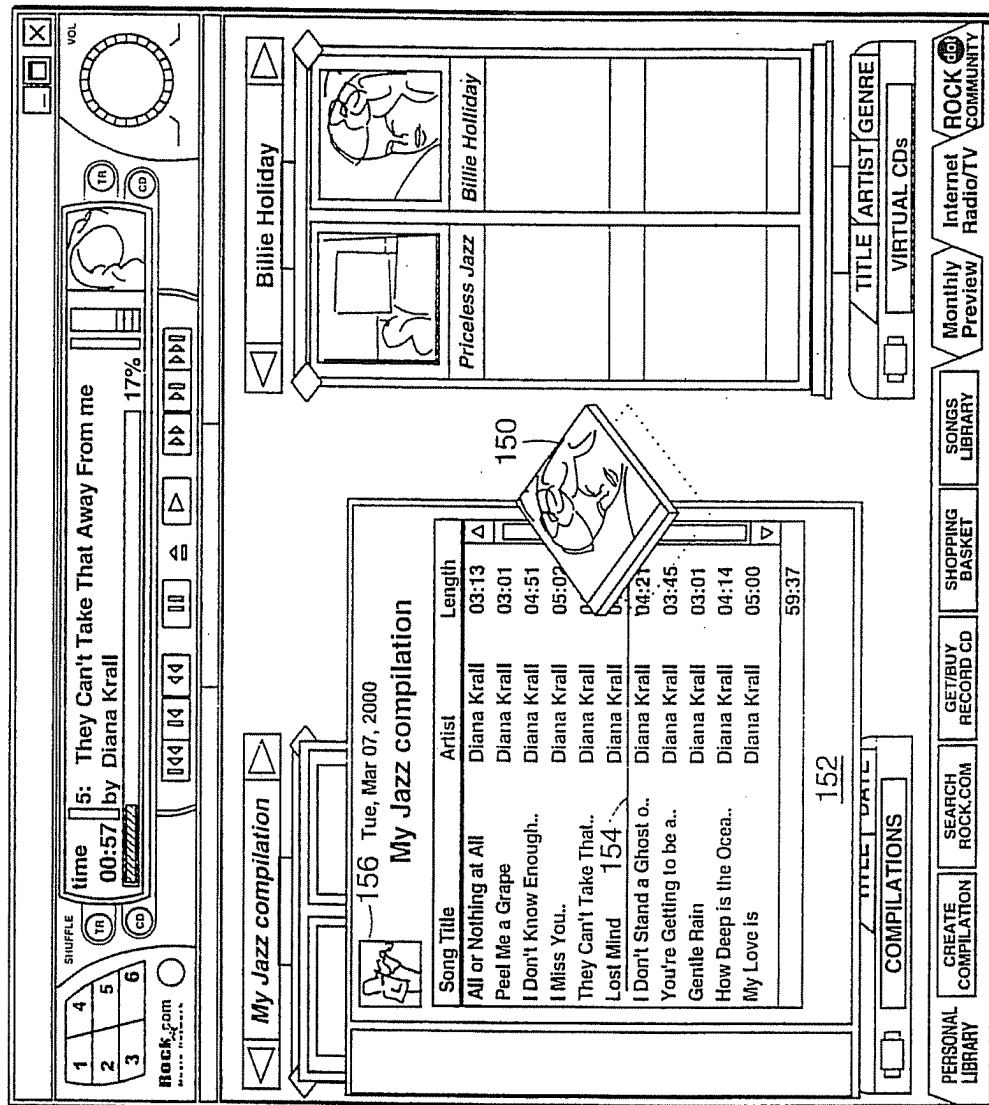 VOL
SHUFFLE
1 4
2 5
3 6
Rock.com
TR
CD
time 5: They Can't Take That Away From me
00:57 by Diana Krall
17%
TR
CD
My Jazz compilation
Billie Holiday
156 Tue, Mar 07, 2000
My Jazz compilation
Song Title Artist Length
All or Nothing at All Diana Krall 03:13
Peel Me a Grape Diana Krall 03:01
I Don't Know Enough.. Diana Krall 04:51
I Miss You.. Diana Krall 05:02
They Can't Take That.. Diana Krall 0
Lost Mind Diana Krall
154
I Don't Stand a Ghost o.. Diana Krall 04:21
You're Getting to be a.. Diana Krall 03:45
Gentle Rain Diana Krall 03:01
How Deep is the Ocea.. Diana Krall 04:14
My Love is Diana Krall 05:00
59:37
152
150
Priceless Jazz
Billie Holliday
COMPILATIONS
TITLE ARTIST GENRE
VIRTUAL CDs
PERSONAL LIBRARY
CREATE COMPILATION
SEARCH ROCK.COM
GET/BUY RECORD CD
SHOPPING BASKET
SONGS LIBRARY
Monthly Preview
Internet Radio/TV
ROCK COMMUNITY